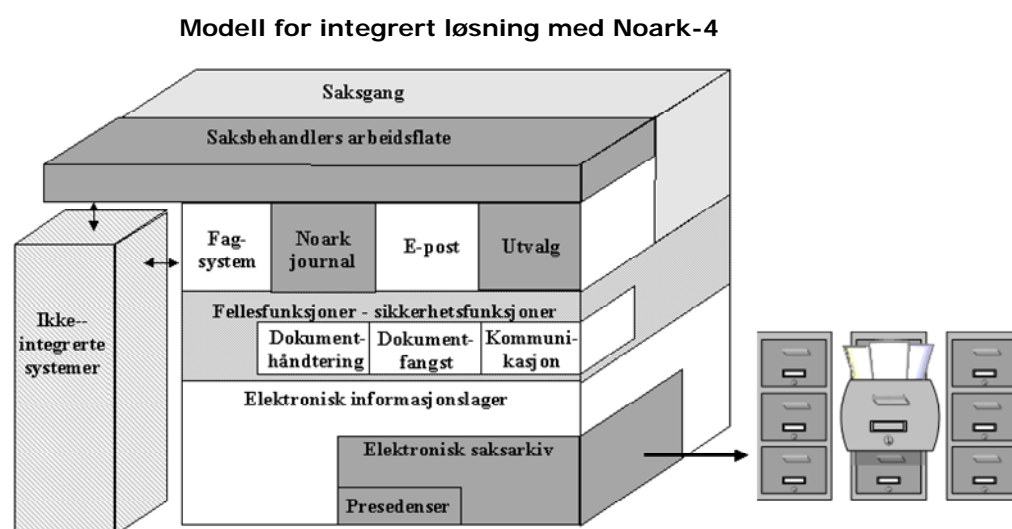 Modell for integrert løsning med Noark-4
Saksgang
Saksbehandlers arbeidsflate
Fag-
system
Noark
journal
E-post
Utvalg
Ikke--
integrerte
systemer
Fellesfunksjoner - sikkerhetsfunksjoner
Dokument-
håndtering
Dokument-
fangst
Kommuni-
kasjon
Elektronisk informasjonslager
Elektronisk saksarkiv
Presedenser